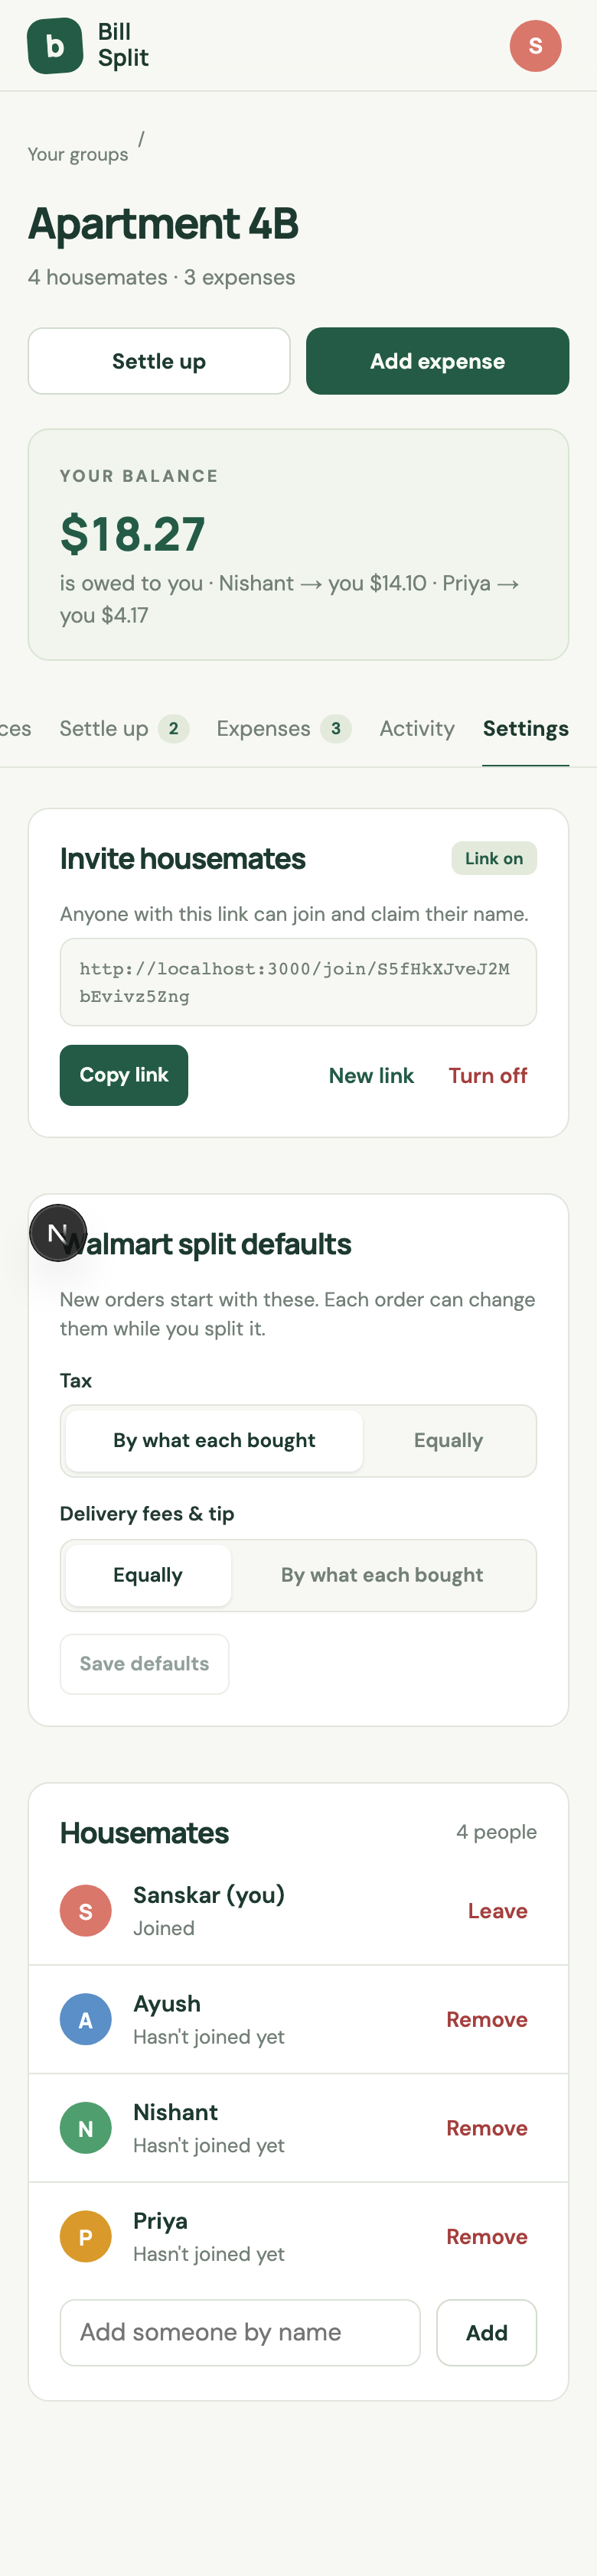 b
Bill
Split
S
Your groups /
Apartment 4B
4 housemates · 3 expenses
Settle up
Add expense
YOUR BALANCE
$18.27
is owed to you · Nishant → you $14.10 · Priya →
you $4.17
ces Settle up 2 Expenses 3 Activity Settings
Invite housemates
Link on
Anyone with this link can join and claim their name.
http://localhost:3000/join/S5fHkXJveJ2M
bEvivz5Zng
Copy link
New link
Turn off
N
Walmart split defaults
New orders start with these. Each order can change
them while you split it.
Tax
By what each bought
Equally
Delivery fees & tip
Equally
By what each bought
Save defaults
Housemates
4 people
S
Sanskar (you)
Joined
Leave
A
Ayush
Hasn't joined yet
Remove
N
Nishant
Hasn't joined yet
Remove
P
Priya
Hasn't joined yet
Remove
Add someone by name
Add